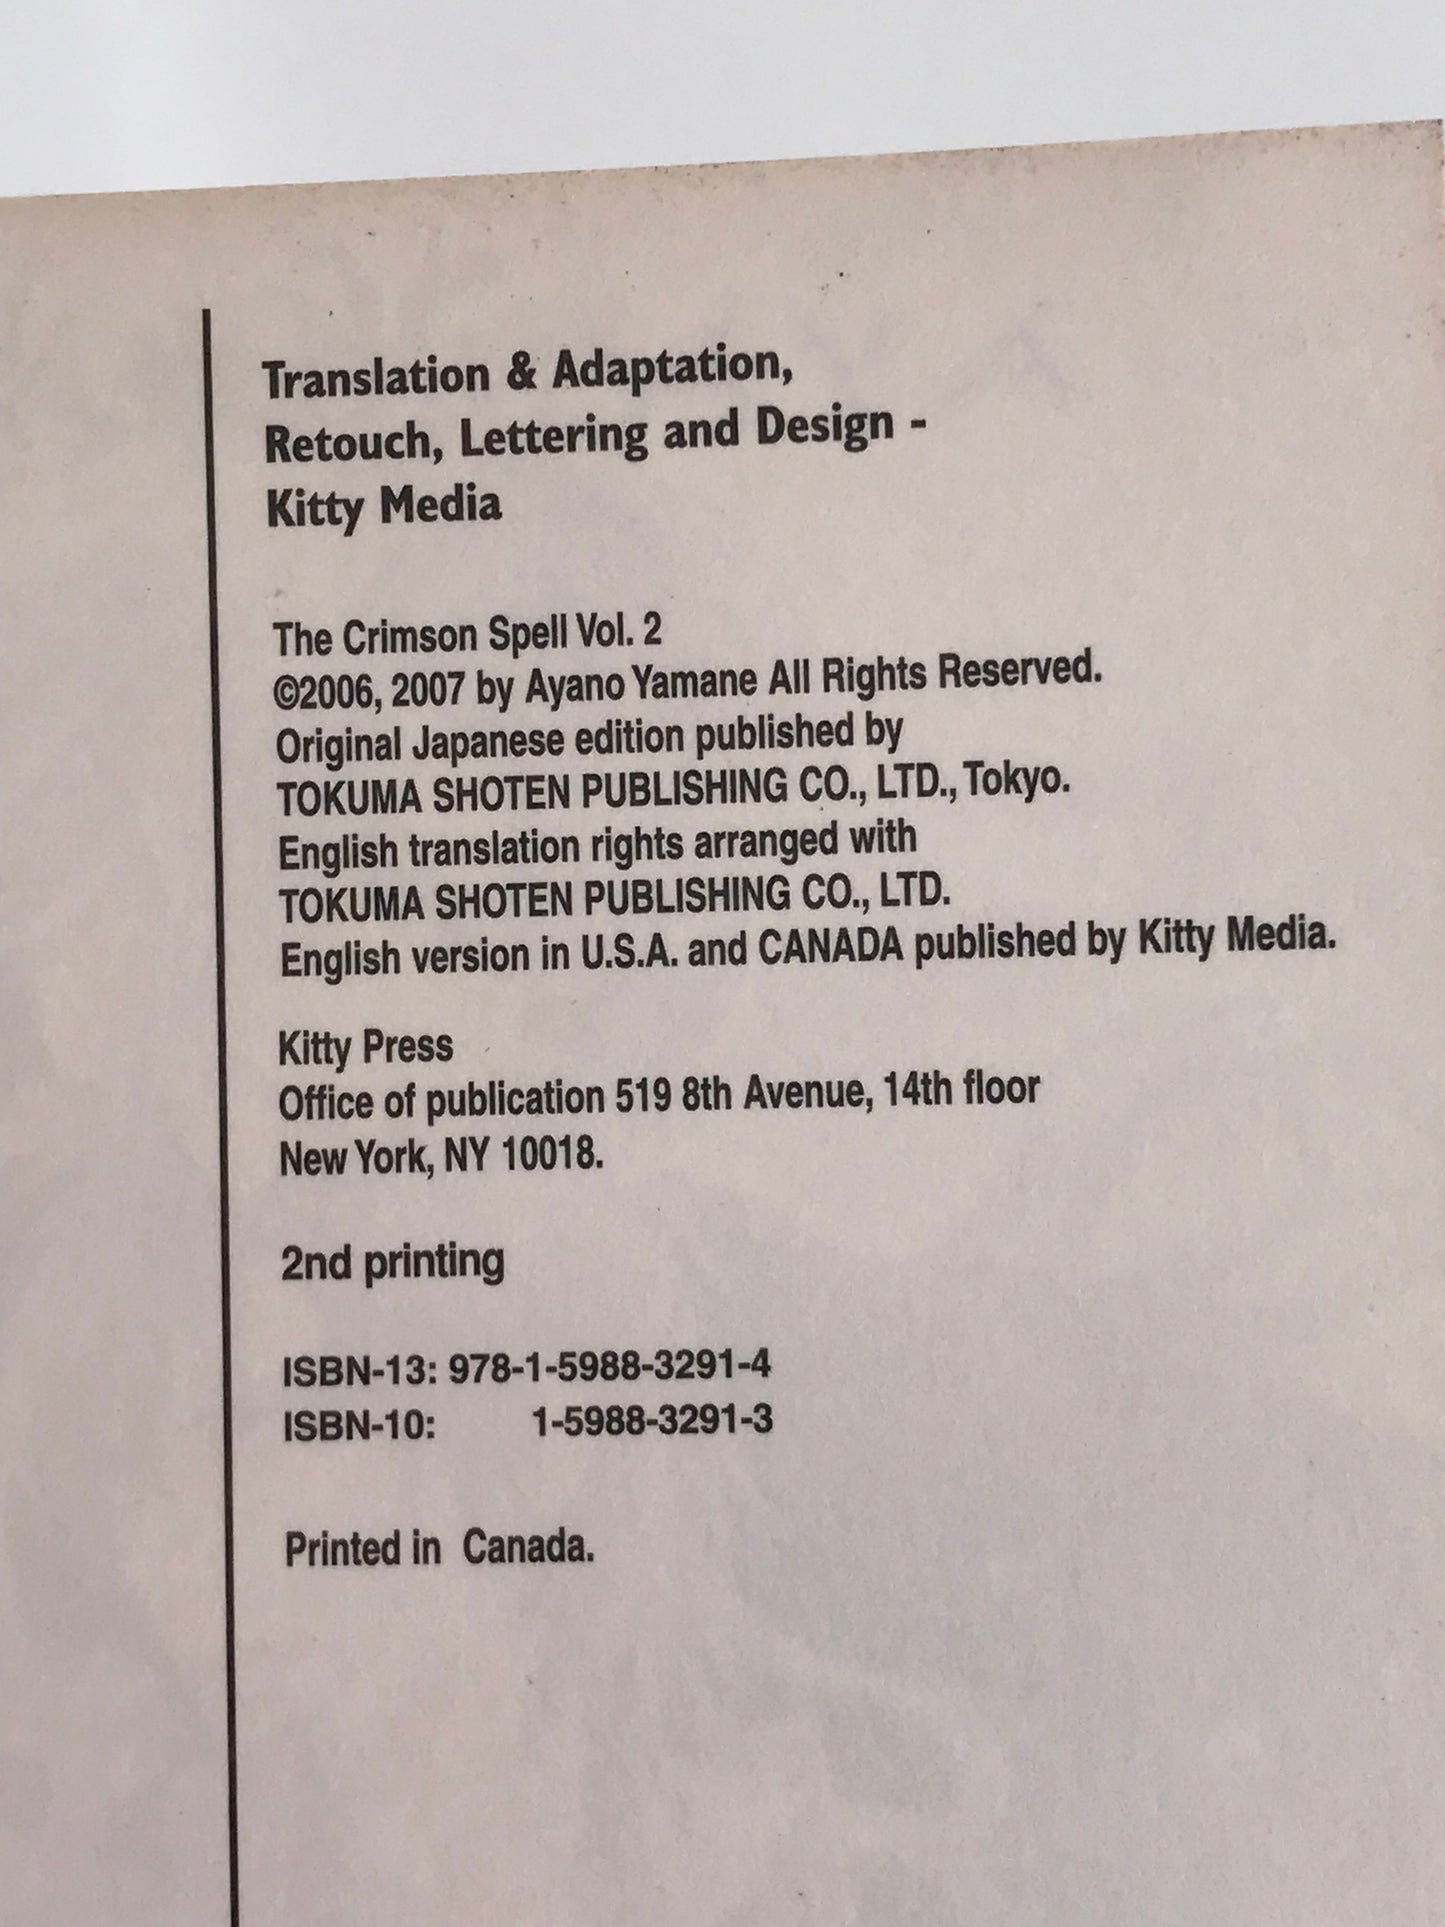 Translation & Adaptation,
Retouch, Lettering and Design -
Kitty Media
The Crimson Spell Vol. 2
©2006, 2007 by Ayano Yamane All Rights Reserved.
Original Japanese edition published by
TOKUMA SHOTEN PUBLISHING CO., LTD., Tokyo.
English translation rights arranged with
TOKUMA SHOTEN PUBLISHING CO., LTD.
English version in U.S.A. and CANADA published by Kitty Media.
Kitty Press
Office of publication 519 8th Avenue, 14th floor
New York, NY 10018.
2nd printing
ISBN-13: 978-1-5988-3291-4
ISBN-10: 1-5988-3291-3
Printed in Canada.